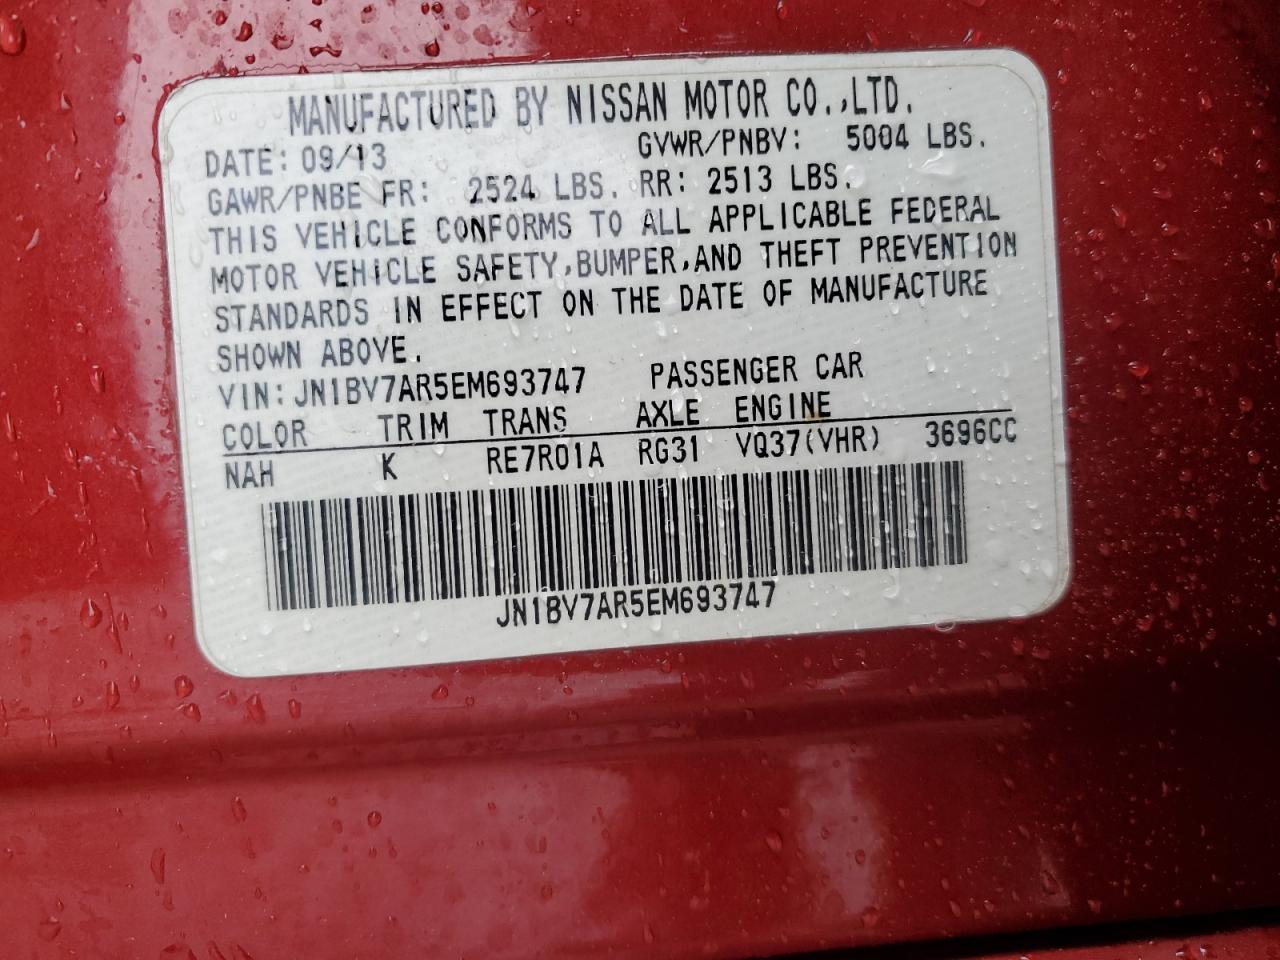 MANUFACTURED BY NISSAN MOTOR CO.,LTD.
DATE: 09/13 GVWR/PNBV: 5004 LBS.
GAWR/PNBE FR: 2524 LBS. RR: 2513 LBS.
THIS VEHICLE CONFORMS TO ALL APPLICABLE FEDERAL
MOTOR VEHICLE SAFETY,BUMPER,AND THEFT PREVENTION
STANDARDS IN EFFECT ON THE DATE OF MANUFACTURE
SHOWN ABOVE.
VIN:JN1BV7AR5EM693747 PASSENGER CAR
COLOR TRIM TRANS AXLE ENGINE
NAH K RE7R01A RG31 VQ37(VHR) 3696CC
JN1BV7AR5EM693747